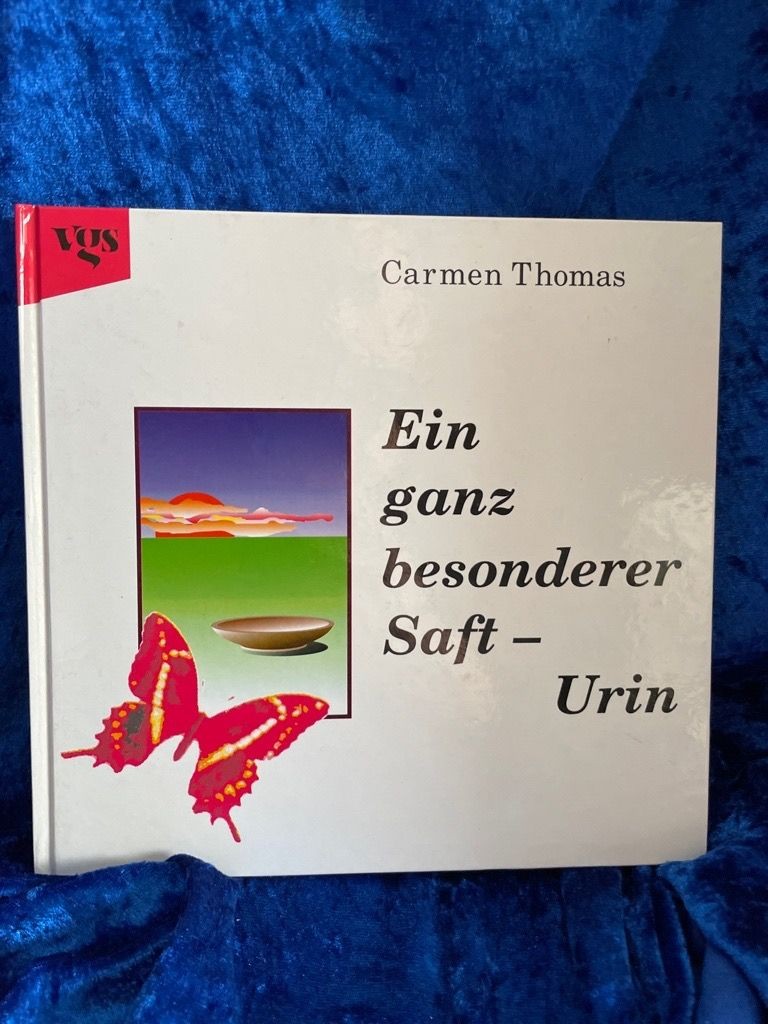 vgs
Carmen Thomas
Ein
ganz
besonderer
Saft –
Urin